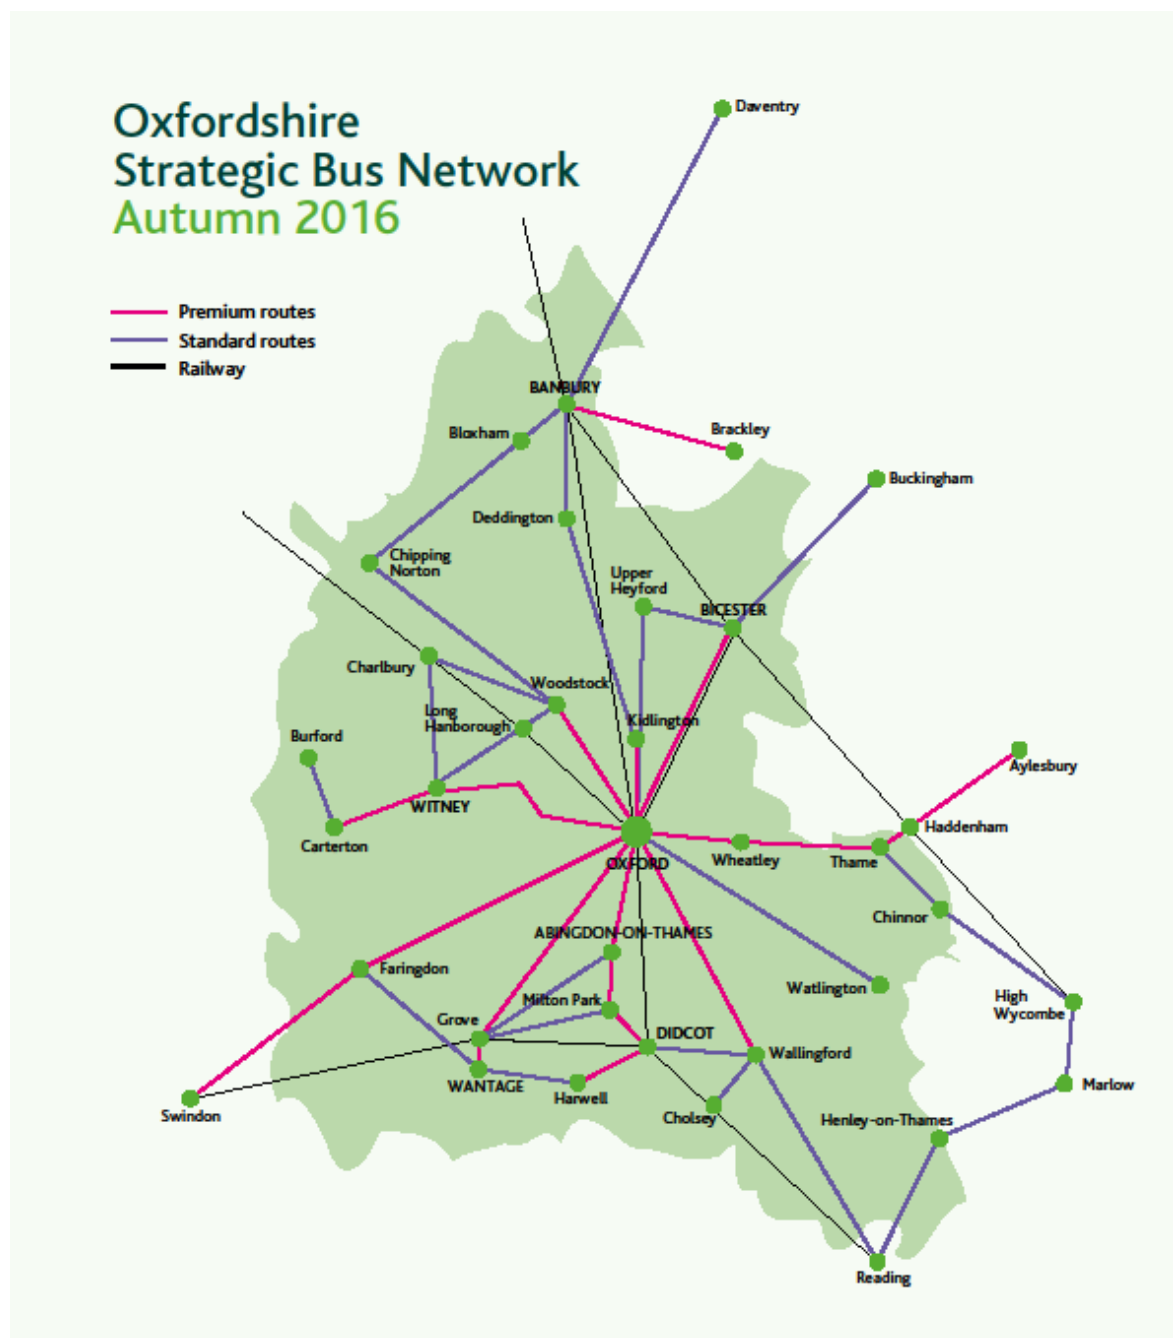 Oxfordshire
Strategic Bus Network
Autumn 2016
Premium routes
Standard routes
Railway
Daventry
BANBURY
Bloxham
Brackley
Buckingham
Deddington
Chipping
Norton
Upper
Heyford
BICESTER
Charlbury
Woodstock
Long
Hanborough
Kidlington
Burford
Aylesbury
WITNEY
Carterton
Haddenham
OXFORD
Wheatley
Thame
Chinnor
ABINGDON-ON-THAMES
Faringdon
Milton Park
Watlington
High
Wycombe
Grove
DIDCOT
Wallingford
WANTAGE
Harwell
Marlow
Swindon
Cholsey
Henley-on-Thames
Reading